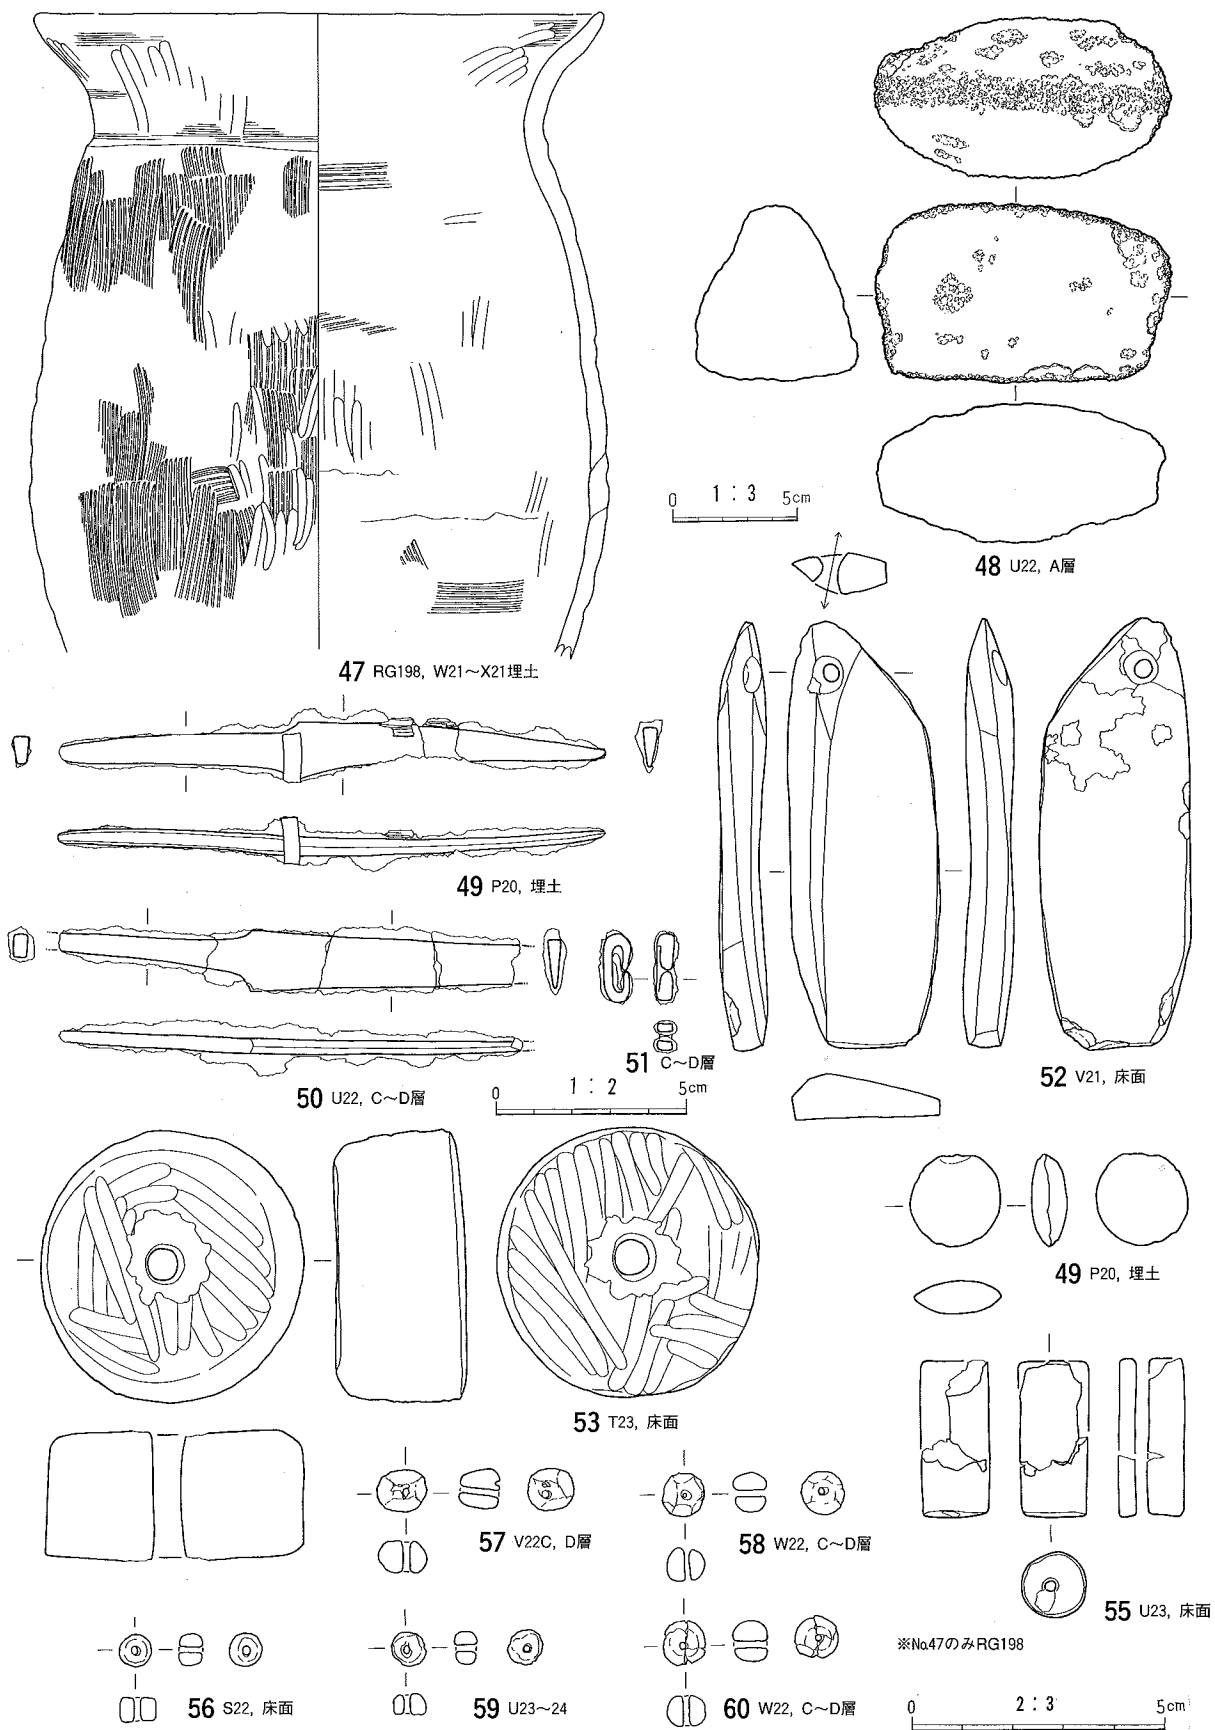 0 1:3 5cm
48 U22, A層
47 RG198, W21～X21埋土
49 P20, 埋土
51 C～D層
50 U22, C～D層
0 1:2 5cm
52 V21, 床面
49 P20, 埋土
53 T23, 床面
57 V22C, D層
58 W22, C～D層
55 U23, 床面
※No.47のみRG198
56 S22, 床面
59 U23～24
60 W22, C～D層
0 2:3 5cm